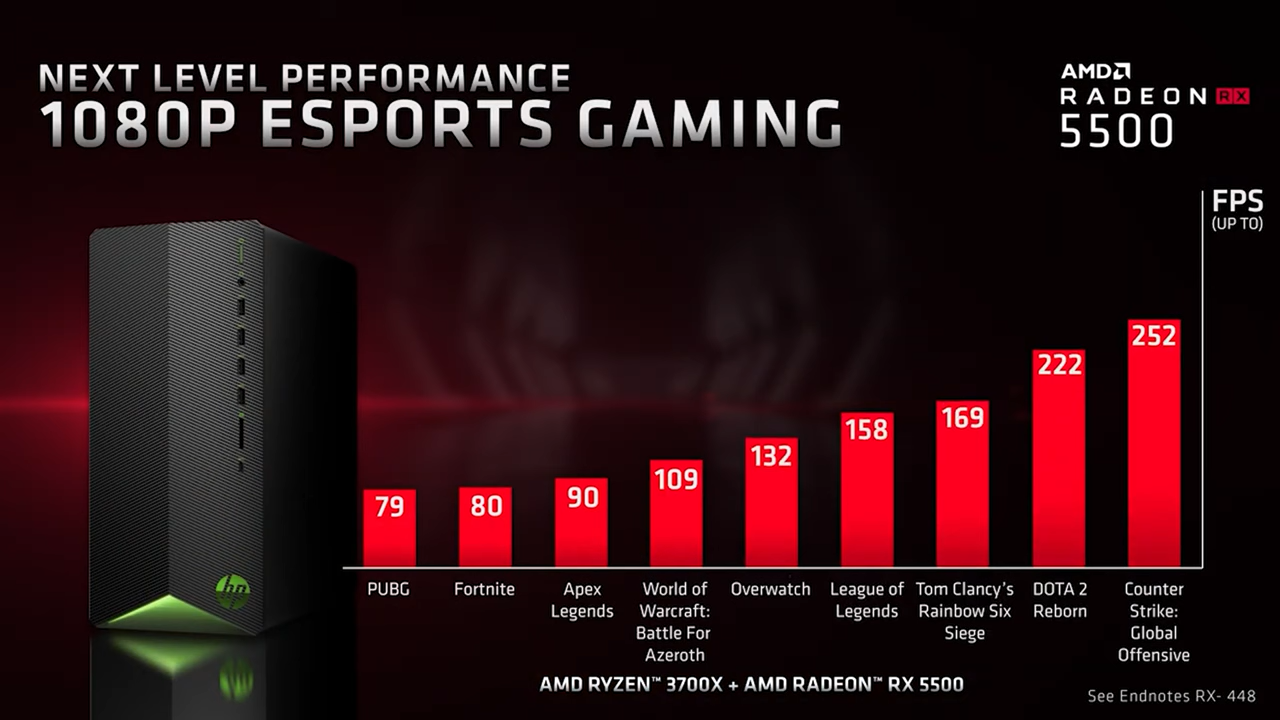 NEXT LEVEL PERFORMANCE
1080P ESPORTS GAMING
AMD
RADEON RX
5500
FPS
(UP TO)
252
222
169
158
132
109
90
80
79
PUBG
Fortnite
Apex
Legends
World of
Warcraft:
Battle For
Azeroth
Overwatch
League of
Legends
Tom Clancy's
Rainbow Six
Siege
DOTA 2
Reborn
Counter
Strike:
Global
Offensive
hp
AMD RYZEN™ 3700X + AMD RADEON™ RX 5500
See Endnotes RX- 448